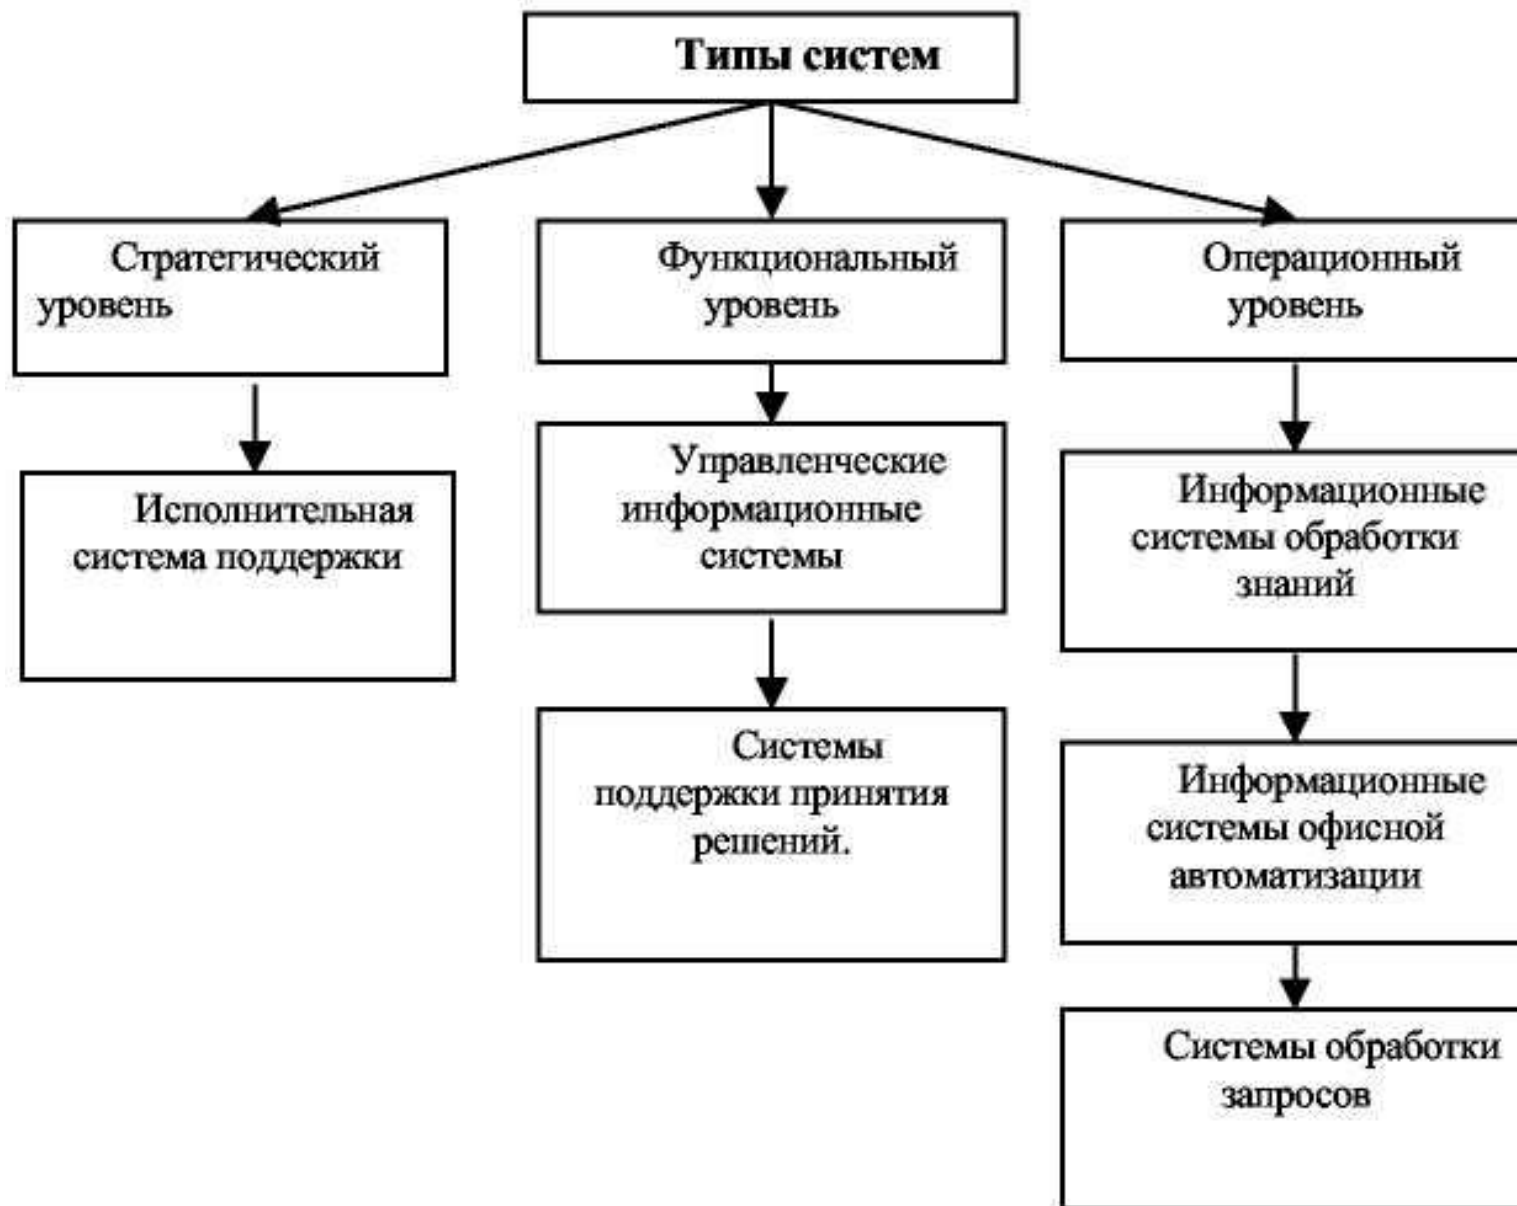 Типы систем
Стратегический
уровень
Функциональный
уровень
Операционный
уровень
Исполнительная
система поддержки
Управленческие
информационные
системы
Системы
поддержки принятия
решений.
Информационные
системы обработки
знаний
Информационные
системы офисной
автоматизации
Системы обработки
запросов